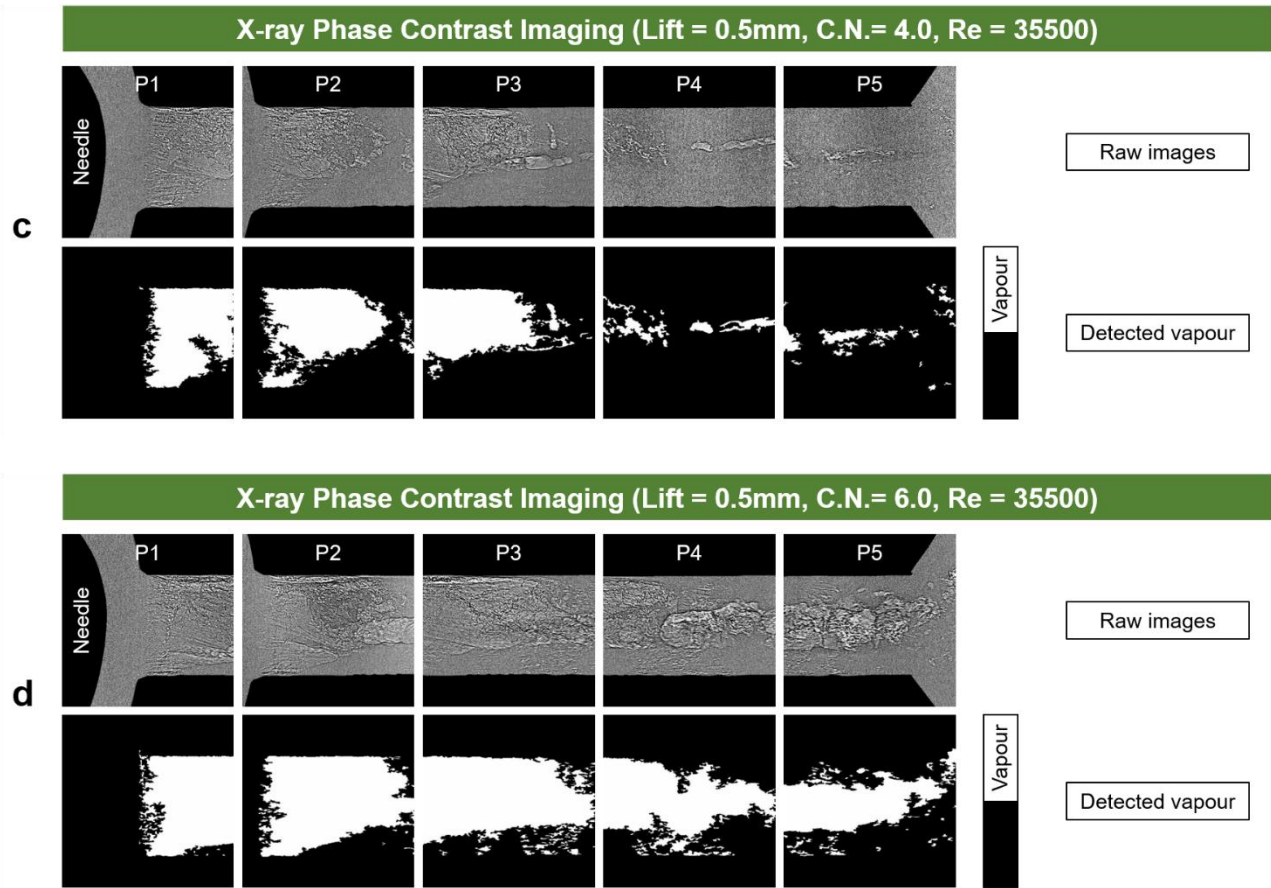 X-ray Phase Contrast Imaging (Lift = 0.5mm, C.N.= 4.0, Re = 35500)
P1 P2 P3 P4 P5
Needle
Raw images
c
Vapour
Detected vapour
X-ray Phase Contrast Imaging (Lift = 0.5mm, C.N.= 6.0, Re = 35500)
P1 P2 P3 P4 P5
Needle
Raw images
d
Vapour
Detected vapour